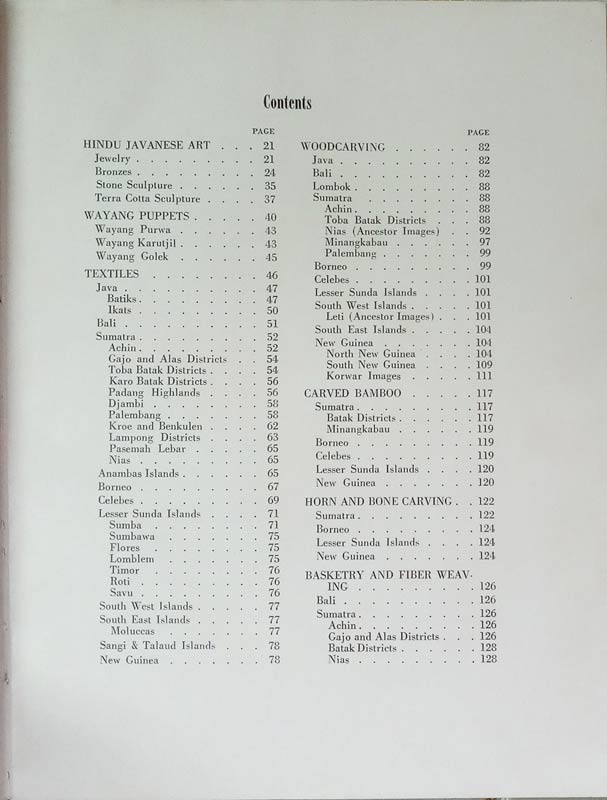 Contents
PAGE
HINDU JAVANESE ART . . . 21
Jewelry . . . . . . . . . 21
Bronzes . . . . . . . . . 24
Stone Sculpture . . . . . . 35
Terra Cotta Sculpture . . . . 37
WAYANG PUPPETS . . . . . 40
Wayang Purwa . . . . . . 43
Wayang Karutjil . . . . . . 43
Wayang Golek . . . . . . 45
TEXTILES . . . . . . . . 46
Java . . . . . . . . . . 47
Batiks . . . . . . . . . 47
Ikats . . . . . . . . . 50
Bali . . . . . . . . . . 51
Sumatra . . . . . . . . . 52
Achin . . . . . . . . . 52
Gajo and Alas Districts . . 54
Toba Batak Districts . . . . 54
Karo Batak Districts . . . . 56
Padang Highlands . . . . 56
Djambi . . . . . . . . 58
Palembang . . . . . . . 58
Kroe and Benkulen . . . . 62
Lampong Districts . . . . 63
Pasemah Lebar . . . . . 65
Nias . . . . . . . . . 65
Anambas Islands . . . . . . 65
Borneo . . . . . . . . . 67
Celebes . . . . . . . . . 69
Lesser Sunda Islands . . . . 71
Sumba . . . . . . . . 71
Sumbawa . . . . . . . 75
Flores . . . . . . . . 75
Lomblem . . . . . . . 75
Timor . . . . . . . . 76
Roti . . . . . . . . . 76
Savu . . . . . . . . . 76
South West Islands . . . . . 77
South East Islands . . . . . 77
Moluccas . . . . . . . 77
Sangi & Talaud Islands . . . 78
New Guinea . . . . . . . 78
PAGE
WOODCARVING . . . . . . 82
Java . . . . . . . . . . 82
Bali . . . . . . . . . . 82
Lombok . . . . . . . . . 88
Sumatra . . . . . . . . 88
Achin . . . . . . . . . 88
Toba Batak Districts . . . 88
Nias (Ancestor Images) . . 92
Minangkabau . . . . . . 97
Palembang . . . . . . . 99
Borneo . . . . . . . . . 99
Celebes . . . . . . . . . 101
Lesser Sunda Islands . . . . 101
South West Islands . . . . . 101
Leti (Ancestor Images) . . . 101
South East Islands . . . . . 104
New Guinea . . . . . . . 104
North New Guinea . . . . 104
South New Guinea . . . . 109
Korwar Images . . . . . 111
CARVED BAMBOO . . . . . 117
Sumatra . . . . . . . . . 117
Batak Districts . . . . . . 117
Minangkabau . . . . . . 119
Borneo . . . . . . . . . 119
Celebes . . . . . . . . . 119
Lesser Sunda Islands . . . . 120
New Guinea . . . . . . . 120
HORN AND BONE CARVING . . 122
Sumatra . . . . . . . . . 122
Borneo . . . . . . . . . 124
Lesser Sunda Islands . . . . 124
New Guinea . . . . . . . 124
BASKETRY AND FIBER WEAV-
ING . . . . . . . . . 126
Bali . . . . . . . . . . 126
Sumatra . . . . . . . . . 126
Achin . . . . . . . . . 126
Gajo and Alas Districts . . . 126
Batak Districts . . . . . . 128
Nias . . . . . . . . . 128